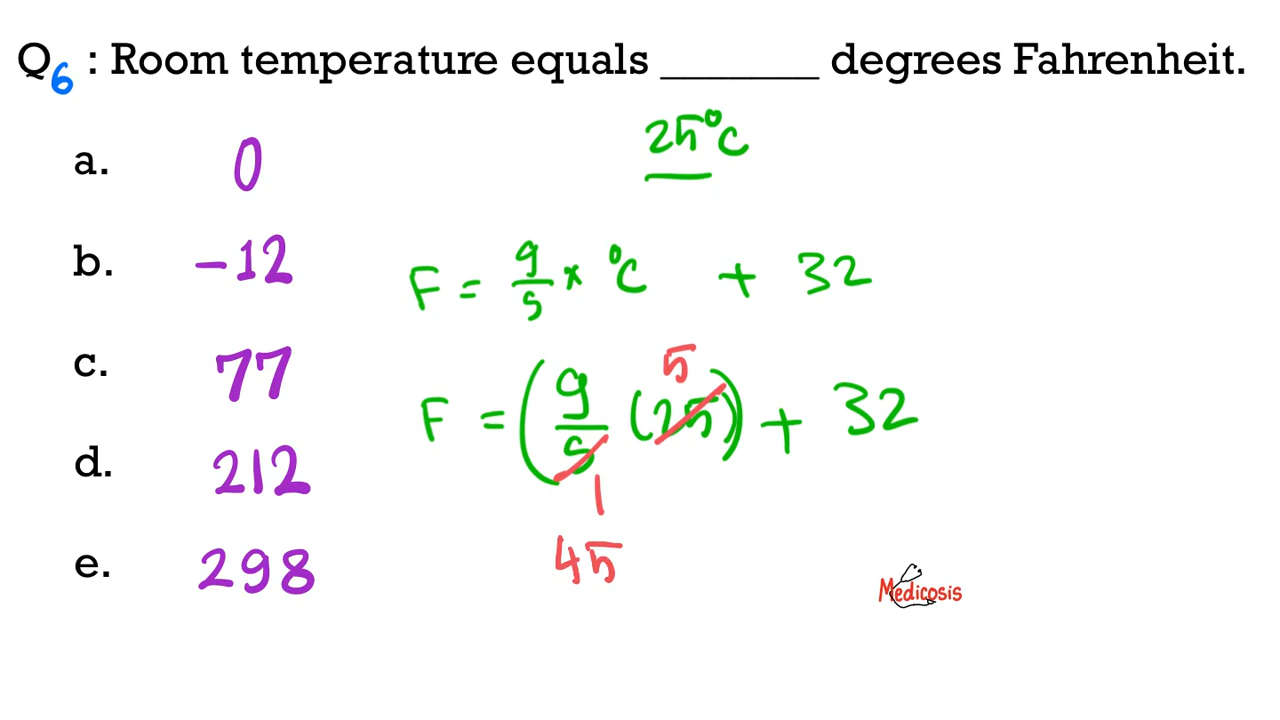 Q6 : Room temperature equals _______ degrees Fahrenheit.
25°C
a. 0
b. -12
F = 9/5 × °C + 32
c. 77
5
F = (9/5 (25)) + 32
d. 212
1
45
e. 298
Medicosis